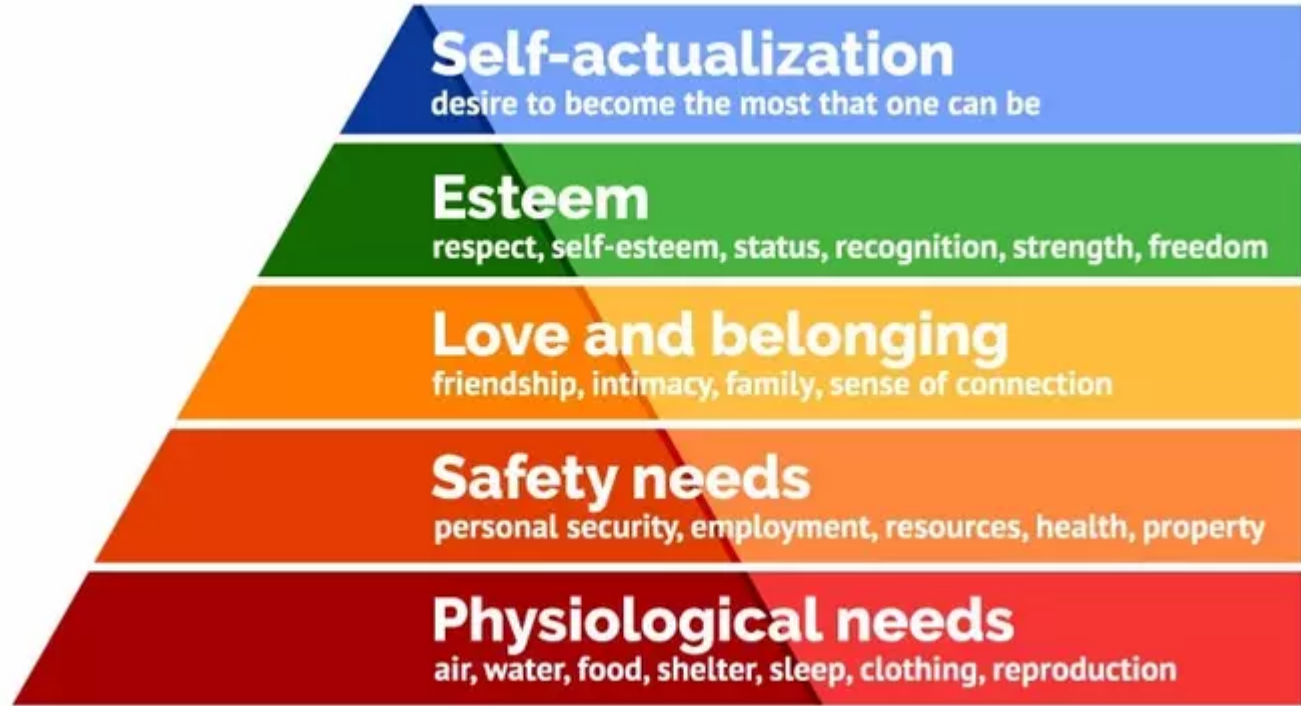 Self-actualization
desire to become the most that one can be
Esteem
respect, self-esteem, status, recognition, strength, freedom
Love and belonging
friendship, intimacy, family, sense of connection
Safety needs
personal security, employment, resources, health, property
Physiological needs
air, water, food, shelter, sleep, clothing, reproduction